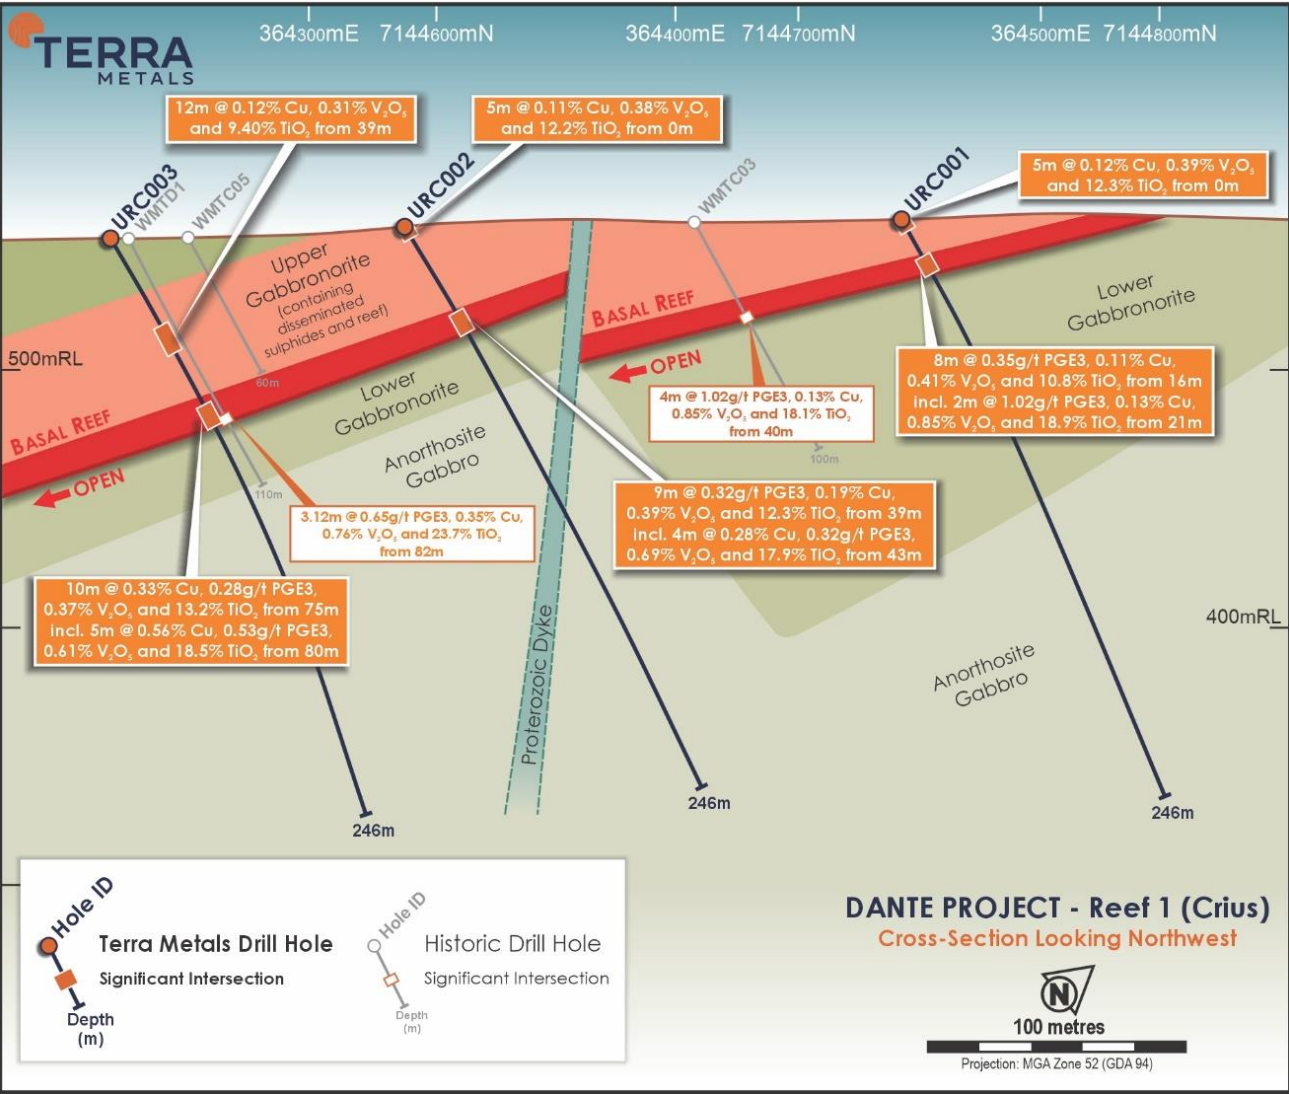 TERRA
METALS
364300mE 7144600mN
364400mE 7144700mN
364500mE 7144800mN
12m @ 0.12% Cu, 0.31% V₂O₅
and 9.40% TiO₂ from 39m
5m @ 0.11% Cu, 0.38% V₂O₅
and 12.2% TiO₂ from 0m
5m @ 0.12% Cu, 0.39% V₂O₅
and 12.3% TiO₂ from 0m
URC003
WMTD1
WMTC05
URC002
WMTC03
URC001
Upper
Gabbronorite
(containing
disseminated
sulphides and reef)
60m
500mRL
BASAL REEF
OPEN
Lower
Gabbronorite
Anorthosite
Gabbro
110m
BASAL REEF
OPEN
Lower
Gabbronorite
4m @ 1.02g/t PGE3, 0.13% Cu,
0.85% V₂O₅ and 18.1% TiO₂
from 40m
100m
8m @ 0.35g/t PGE3, 0.11% Cu,
0.41% V₂O₅ and 10.8% TiO₂ from 16m
incl. 2m @ 1.02g/t PGE3, 0.13% Cu,
0.85% V₂O₅ and 18.9% TiO₂ from 21m
3.12m @ 0.65g/t PGE3, 0.35% Cu,
0.76% V₂O₅ and 23.7% TiO₂
from 82m
9m @ 0.32g/t PGE3, 0.19% Cu,
0.39% V₂O₅ and 12.3% TiO₂ from 39m
incl. 4m @ 0.28% Cu, 0.32g/t PGE3,
0.69% V₂O₅ and 17.9% TiO₂ from 43m
10m @ 0.33% Cu, 0.28g/t PGE3,
0.37% V₂O₅ and 13.2% TiO₂ from 75m
incl. 5m @ 0.56% Cu, 0.53g/t PGE3,
0.61% V₂O₅ and 18.5% TiO₂ from 80m
400mRL
Proterozoic Dyke
Anorthosite
Gabbro
246m
246m
246m
Hole ID
Terra Metals Drill Hole
Significant Intersection
Depth
(m)
Hole ID
Historic Drill Hole
Significant Intersection
Depth
(m)
DANTE PROJECT - Reef 1 (Crius)
Cross-Section Looking Northwest
N
100 metres
Projection: MGA Zone 52 (GDA 94)